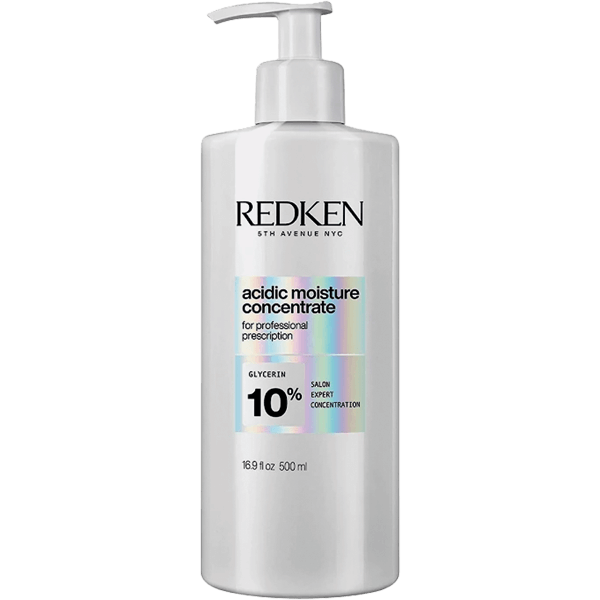 REDKEN
5TH AVENUE NYC
acidic moisture
concentrate
for professional
prescription
GLYCERIN
10%
SALON
EXPERT
CONCENTRATION
16.9 fl oz 500 ml